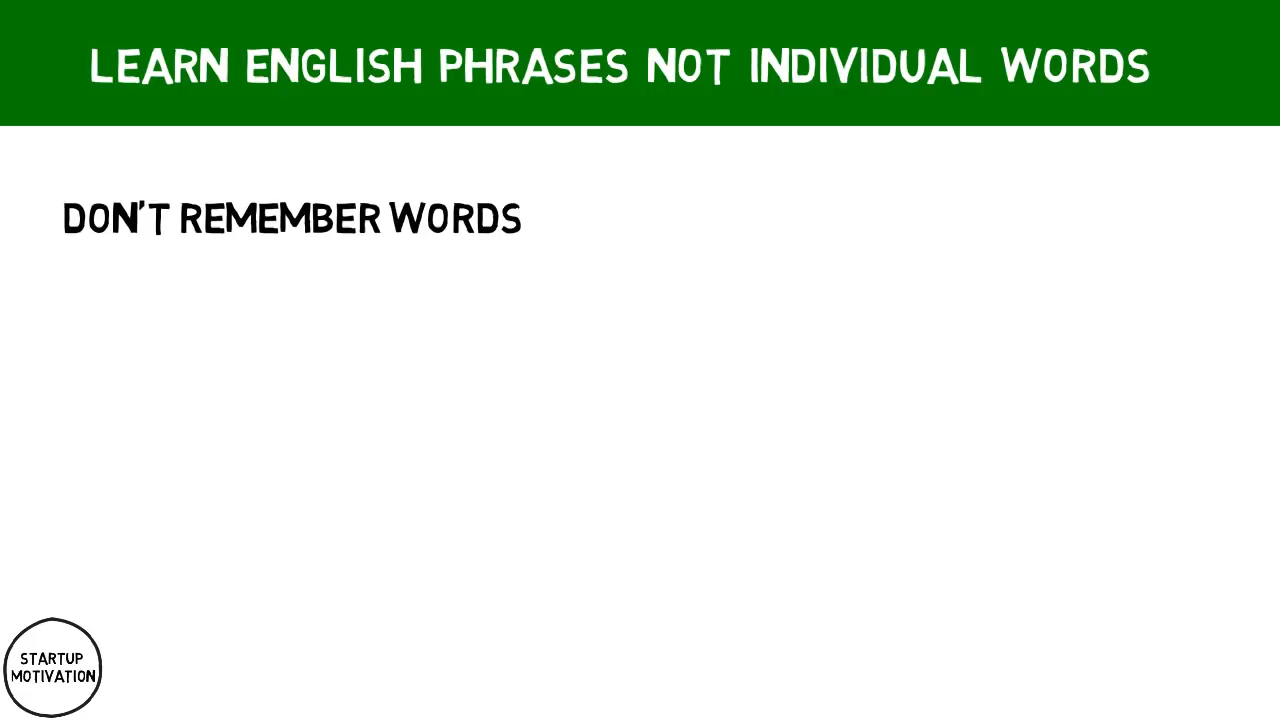 LEARN ENGLISH PHRASES NOT INDIVIDUAL WORDS
DON'T REMEMBER WORDS
STARTUP
MOTIVATION